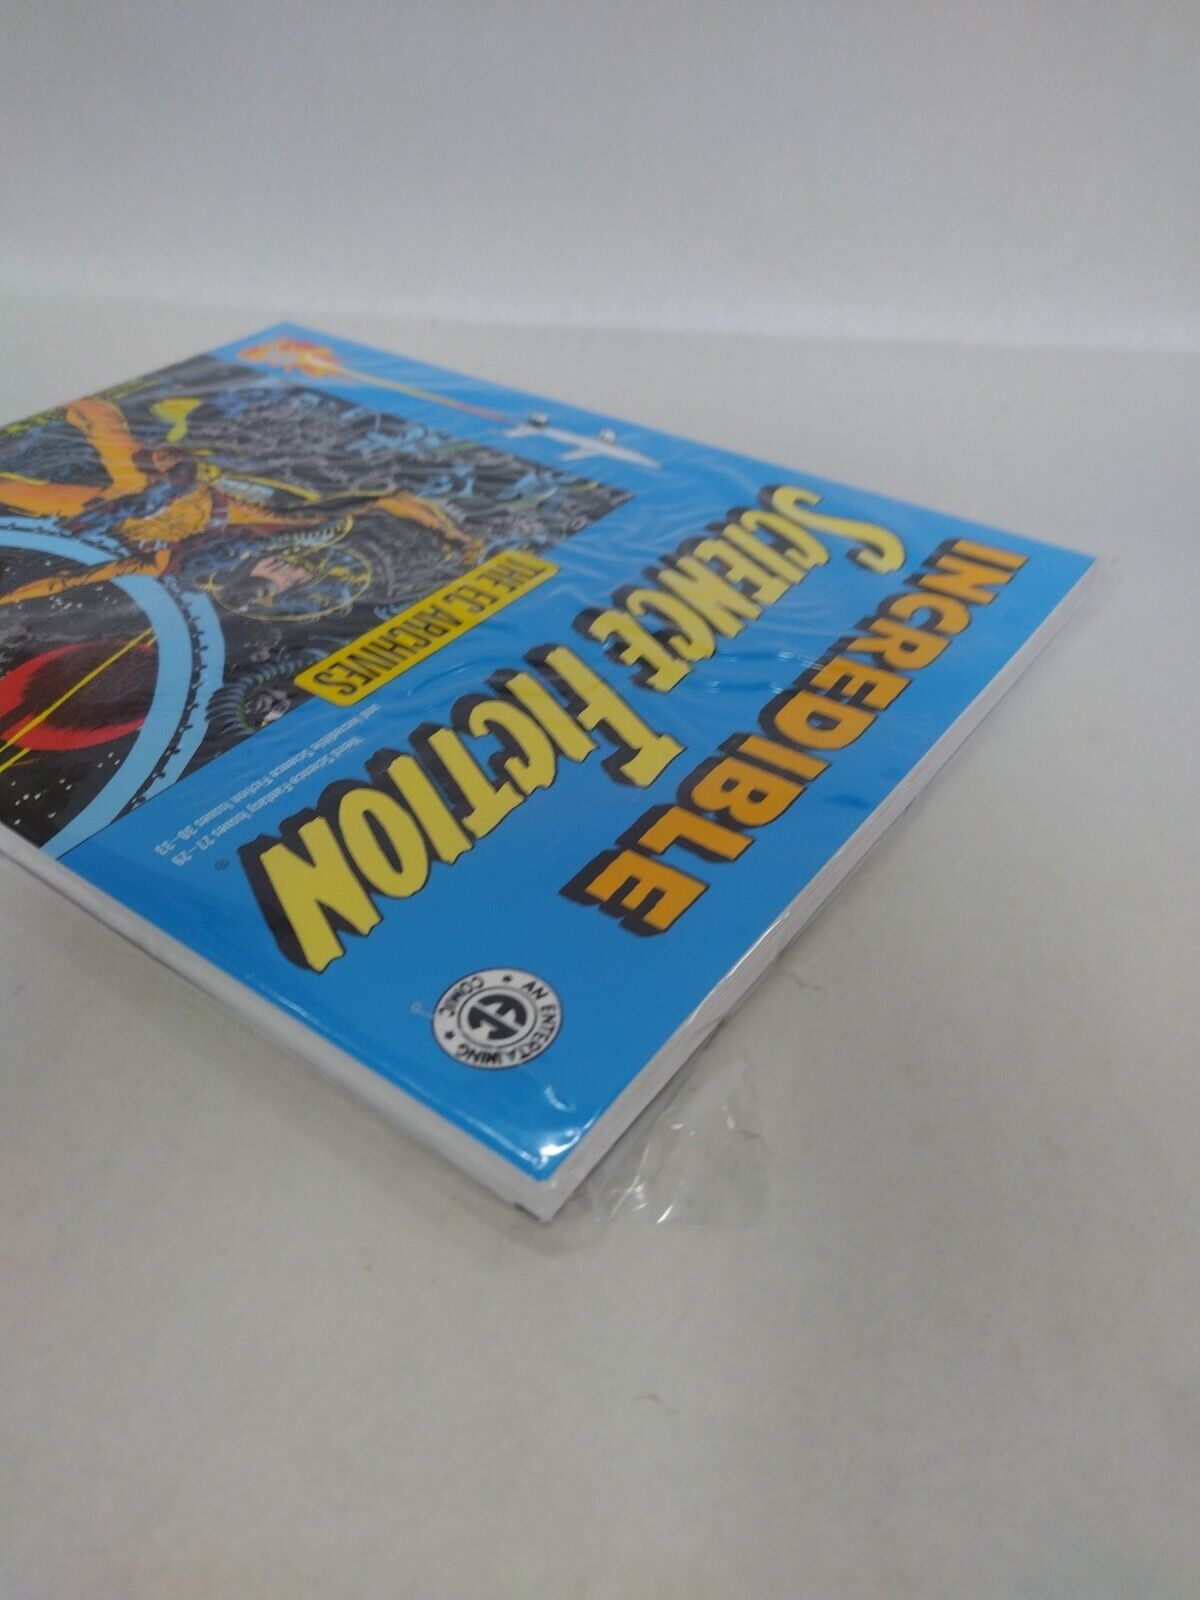 INCREDIBLE
SCIENCE FICTION
®
Weird Science-Fantasy Issues 27–29
and Incredible Science Fiction Issues 30–33
THE EC ARCHIVES
AN ENTERTAINING
COMIC
EC